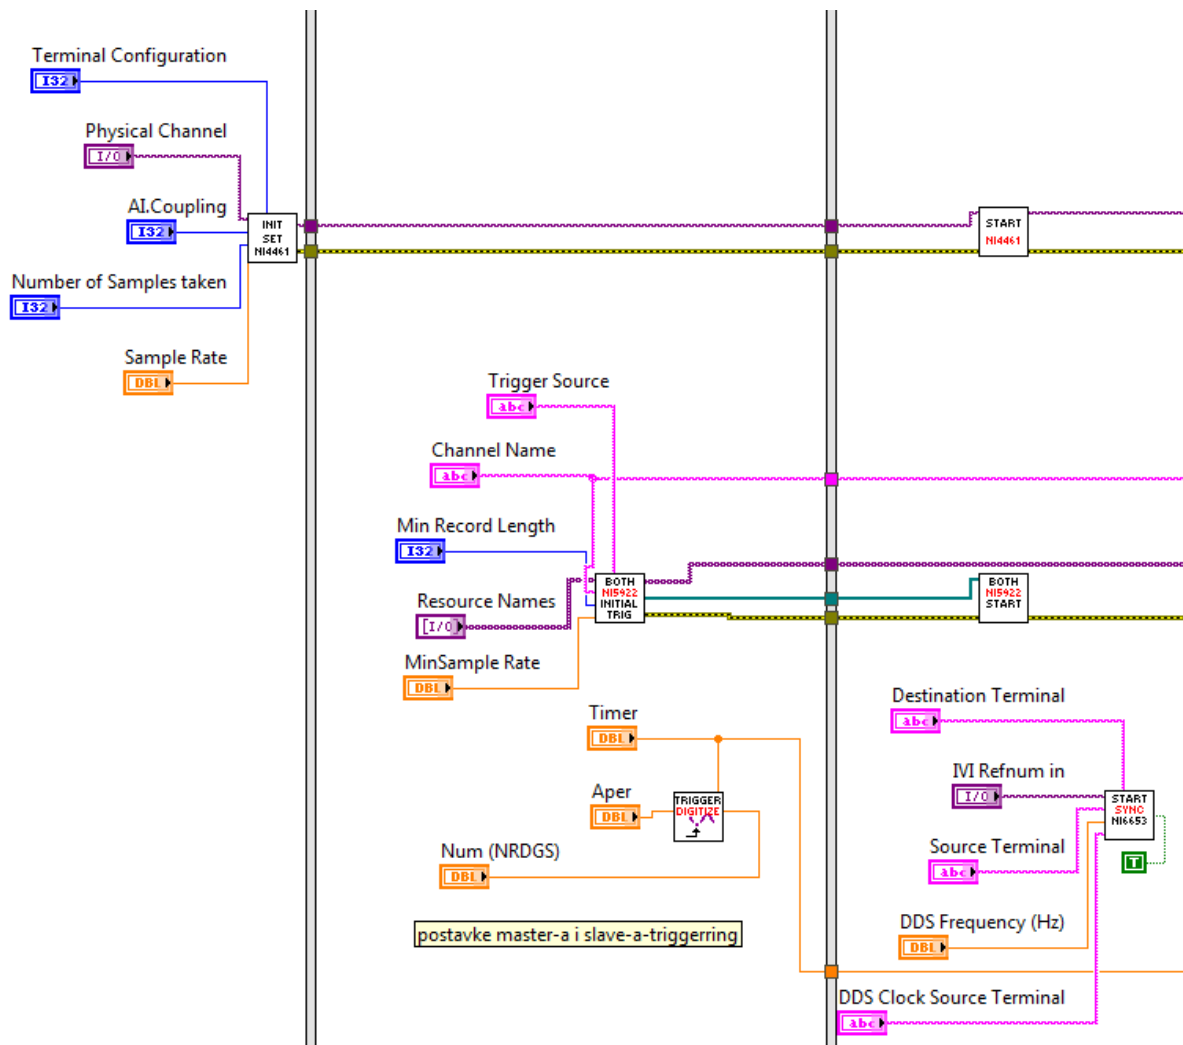 Terminal Configuration
I32
Physical Channel
I/O
AI.Coupling
I32
INIT
SET
NI4461
Number of Samples taken
I32
Sample Rate
DBL
START
NI4461
Trigger Source
abc
Channel Name
abc
Min Record Length
I32
Resource Names
[I/O]
MinSample Rate
DBL
BOTH
NI5922
INITIAL
TRIG
BOTH
NI5922
START
Timer
DBL
Aper
DBL
TRIGGER
DIGITIZE
Num (NRDGS)
DBL
postavke master-a i slave-a-triggerring
Destination Terminal
abc
IVI Refnum in
I/O
START
SYNC
NI6653
Source Terminal
abc
T
DDS Frequency (Hz)
DBL
DDS Clock Source Terminal
abc